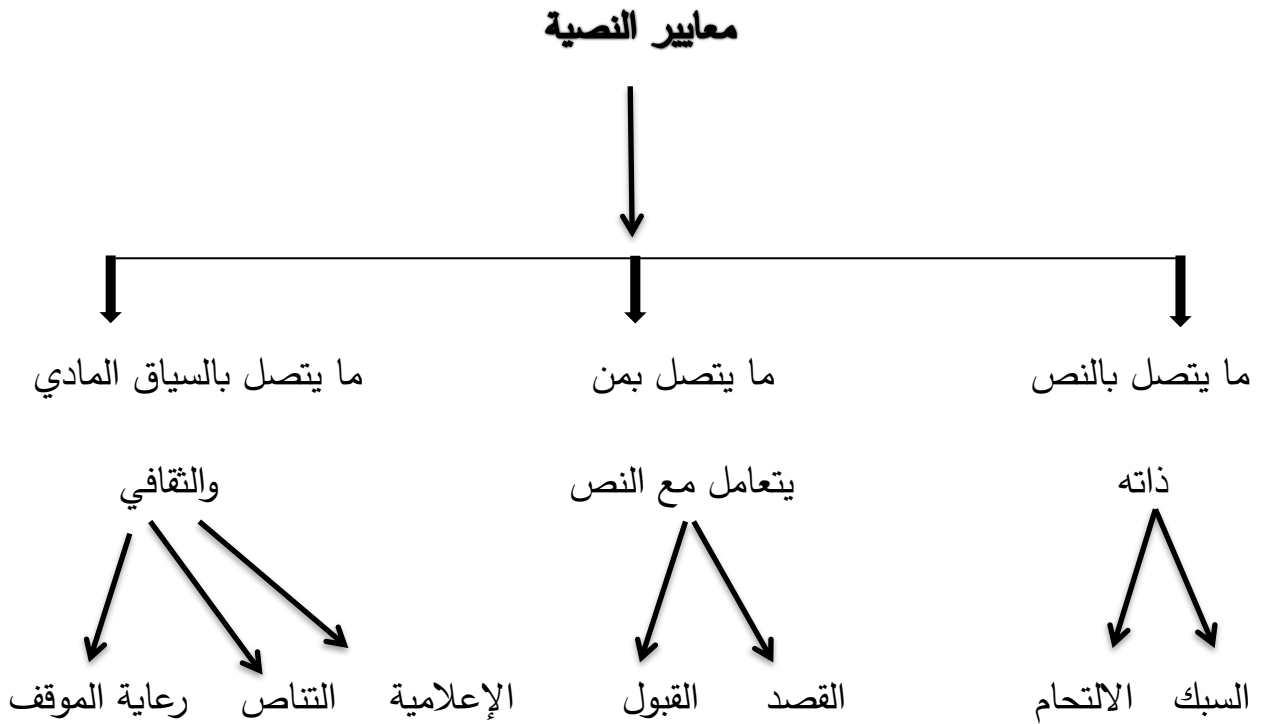 معايير النصية
ما يتصل بالنص
ذاته
ما يتصل بمن
يتعامل مع النص
ما يتصل بالسياق المادي
والثقافي
السبك
الالتحام
القصد
القبول
الإعلامية
التناص
رعاية الموقف